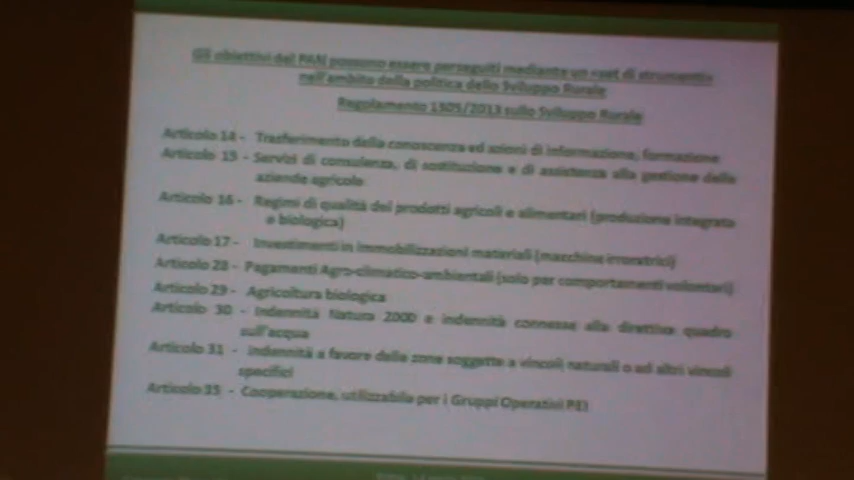 Gli obiettivi del PAN possono essere perseguiti mediante un «set di strumenti»
nell'ambito della politica dello Sviluppo Rurale
Regolamento 1305/2013 sullo Sviluppo Rurale
Articolo 14 - Trasferimento della conoscenza ed azioni di informazione, formazione
Articolo 15 - Servizi di consulenza, di sostituzione e di assistenza alla gestione delle
aziende agricole
Articolo 16 - Regimi di qualità dei prodotti agricoli e alimentari (produzione integrata
e biologica)
Articolo 17 - Investimenti in immobilizzazioni materiali (macchine irroratrici)
Articolo 28 - Pagamenti Agro-climatico-ambientali (solo per comportamenti volontari)
Articolo 29 - Agricoltura biologica
Articolo 30 - Indennità Natura 2000 e indennità connesse alla direttiva quadro
sull'acqua
Articolo 31 - Indennità a favore delle zone soggette a vincoli naturali o ad altri vincoli
specifici
Articolo 35 - Cooperazione, utilizzabile per i Gruppi Operativi PEI